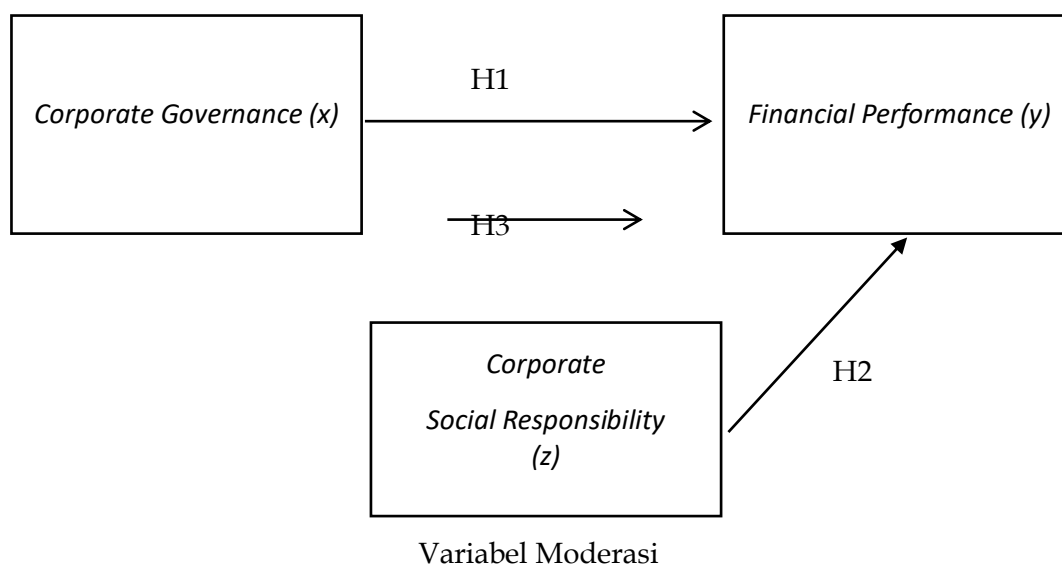 H1
Corporate Governance (x)
Financial Performance (y)
H3
Corporate
Social Responsibility
(z)
H2
Variabel Moderasi